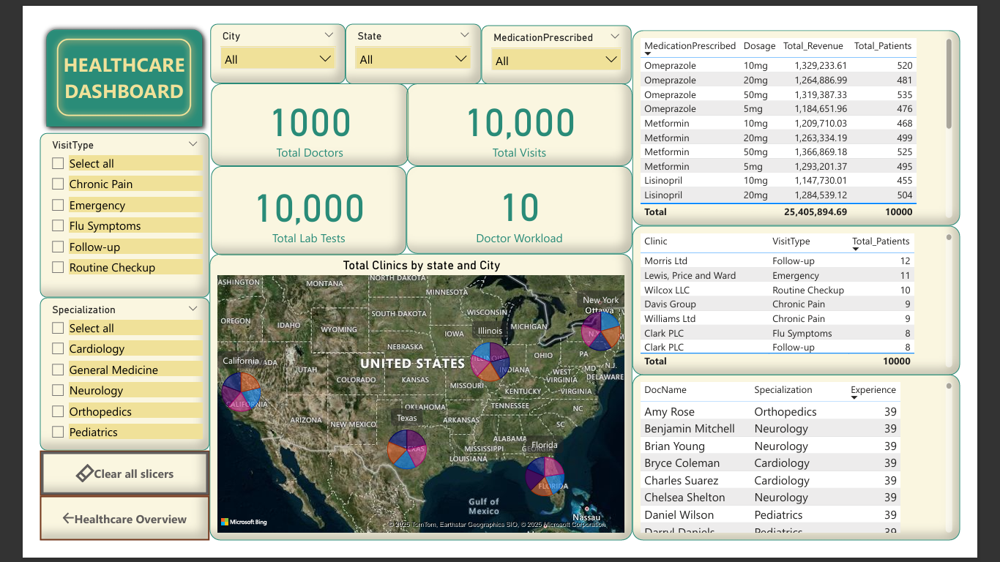 HEALTHCARE
DASHBOARD
VisitType
Select all
Chronic Pain
Emergency
Flu Symptoms
Follow-up
Routine Checkup
Specialization
Select all
Cardiology
General Medicine
Neurology
Orthopedics
Pediatrics
Clear all slicers
Healthcare Overview
City
All
State
All
MedicationPrescribed
All
1000
Total Doctors
10,000
Total Visits
10,000
Total Lab Tests
10
Doctor Workload
Total Clinics by state and City
ASHINGTON
MONTANA
NORTH DAKOTA
MINNESOTA
OREGON
IDAHO
WYOMING
SOUTH DAKOTA
WISCONSIN
MICHIGAN
New York
Ottawa
N.Y.
Illinois
IOWA
NEBRASKA
ILLINOIS
INDIANA
OHIO
PA
N.J.
MD
DELAWARE
California
ADA
UTAH
COLORADO
UNITED STATES
KANSAS
MISSOURI
WEST
VIRGINIA
KENTUCKY
VIRGINIA
CALIFORNIA
ARIZONA
NEW MEXICO
OKLAHOMA
ARKANSAS
TENNESSEE
NC
SC
Texas
TEXAS
MISSISSIPPI
ALABAMA
GEORGIA
LOUISIANA
Florida
FLORIDA
Gulf of
Mexico
Nassau
Microsoft Bing
© 2025 TomTom, Earthstar Geographics SIO, © 2025 Microsoft Corporation,
MedicationPrescribed Dosage Total_Revenue Total_Patients
Omeprazole 10mg 1,329,233.61 520
Omeprazole 20mg 1,264,886.99 481
Omeprazole 50mg 1,319,387.33 535
Omeprazole 5mg 1,184,651.96 476
Metformin 10mg 1,209,710.03 468
Metformin 20mg 1,263,334.19 499
Metformin 50mg 1,366,869.18 525
Metformin 5mg 1,293,201.37 495
Lisinopril 10mg 1,147,730.01 455
Lisinopril 20mg 1,284,539.12 504
Total 25,405,894.69 10000
Clinic VisitType Total_Patients
Morris Ltd Follow-up 12
Lewis, Price and Ward Emergency 11
Wilcox LLC Routine Checkup 10
Davis Group Chronic Pain 9
Williams Ltd Chronic Pain 9
Clark PLC Flu Symptoms 8
Clark PLC Follow-up 8
Total 10000
DocName Specialization Experience
Amy Rose Orthopedics 39
Benjamin Mitchell Neurology 39
Brian Young Neurology 39
Bryce Coleman Cardiology 39
Charles Suarez Cardiology 39
Chelsea Shelton Neurology 39
Daniel Wilson Pediatrics 39
Darryl Daniels Pediatrics 39